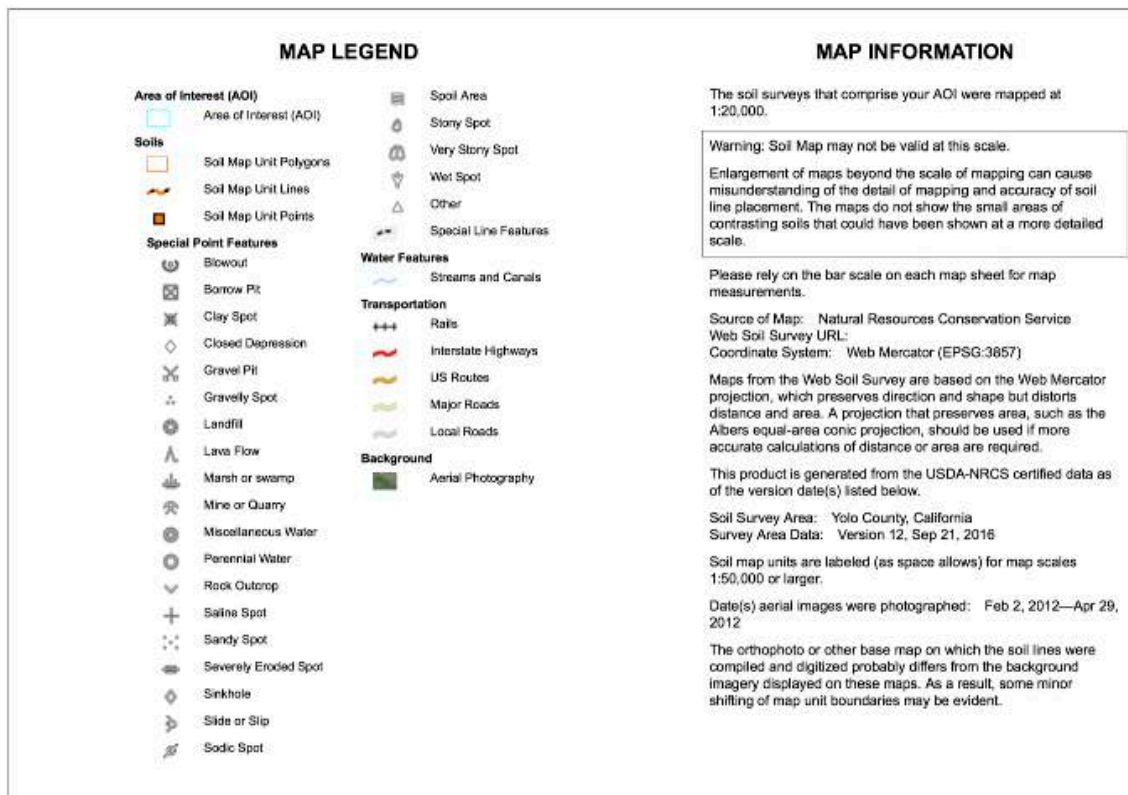 MAP LEGEND
Area of Interest (AOI)
Area of Interest (AOI)
Soils
Soil Map Unit Polygons
Soil Map Unit Lines
Soil Map Unit Points
Special Point Features
Blowout
Borrow Pit
Clay Spot
Closed Depression
Gravel Pit
Gravelly Spot
Landfill
Lava Flow
Marsh or swamp
Mine or Quarry
Miscellaneous Water
Perennial Water
Rock Outcrop
Saline Spot
Sandy Spot
Severely Eroded Spot
Sinkhole
Slide or Slip
Sodic Spot
Spoil Area
Stony Spot
Very Stony Spot
Wet Spot
Other
Special Line Features
Water Features
Streams and Canals
Transportation
Rails
Interstate Highways
US Routes
Major Roads
Local Roads
Background
Aerial Photography
MAP INFORMATION
The soil surveys that comprise your AOI were mapped at
1:20,000.
Warning: Soil Map may not be valid at this scale.
Enlargement of maps beyond the scale of mapping can cause
misunderstanding of the detail of mapping and accuracy of soil
line placement. The maps do not show the small areas of
contrasting soils that could have been shown at a more detailed
scale.
Please rely on the bar scale on each map sheet for map
measurements.
Source of Map: Natural Resources Conservation Service
Web Soil Survey URL:
Coordinate System: Web Mercator (EPSG:3857)
Maps from the Web Soil Survey are based on the Web Mercator
projection, which preserves direction and shape but distorts
distance and area. A projection that preserves area, such as the
Albers equal-area conic projection, should be used if more
accurate calculations of distance or area are required.
This product is generated from the USDA-NRCS certified data as
of the version date(s) listed below.
Soil Survey Area: Yolo County, California
Survey Area Data: Version 12, Sep 21, 2016
Soil map units are labeled (as space allows) for map scales
1:50,000 or larger.
Date(s) aerial images were photographed: Feb 2, 2012—Apr 29,
2012
The orthophoto or other base map on which the soil lines were
compiled and digitized probably differs from the background
imagery displayed on these maps. As a result, some minor
shifting of map unit boundaries may be evident.